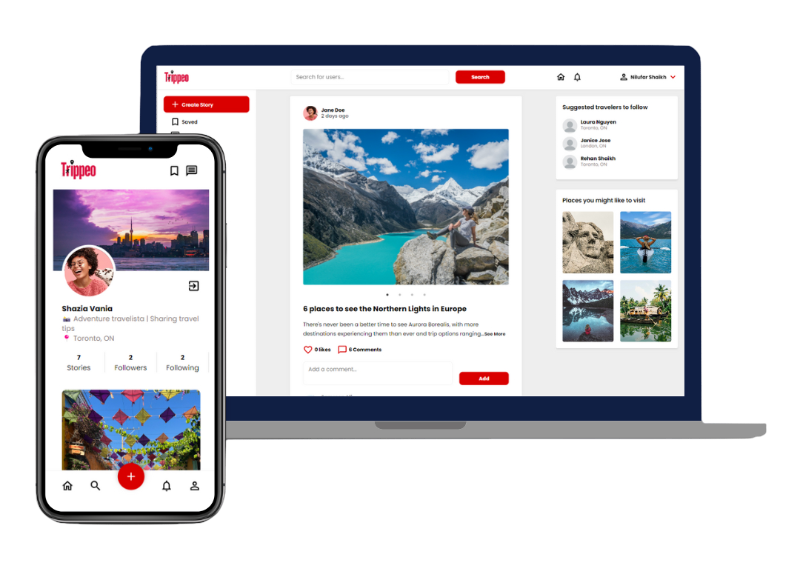 Trippeo
Search for users..
Search
Nilufer Shaikh
+ Create Story
Saved
Jane Doe
2 days ago
6 places to see the Northern Lights in Europe
There's never been a better time to see Aurora Borealis, with more
destinations experiencing them than ever and trip options ranging...See More
0 likes
6 Comments
Add a comment...
Add
Suggested travelers to follow
Laura Nguyen
Toronto, ON
Janice Jose
London, ON
Rehan Shaikh
Toronto, ON
Places you might like to visit
Trippeo
Shazia Vania
Adventure travelista | Sharing travel
tips
Toronto, ON
7
Stories
2
Followers
2
Following
+